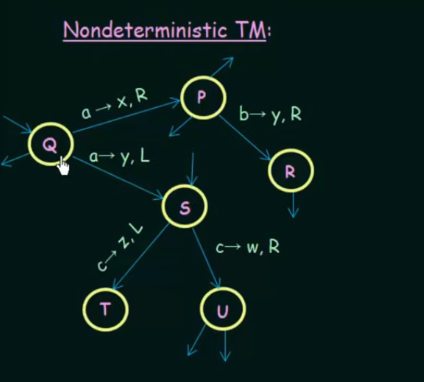 Nondeterministic TM:
a→x, R
P
b→y, R
Q
a→y, L
R
S
c→z, L
c→w, R
T
U